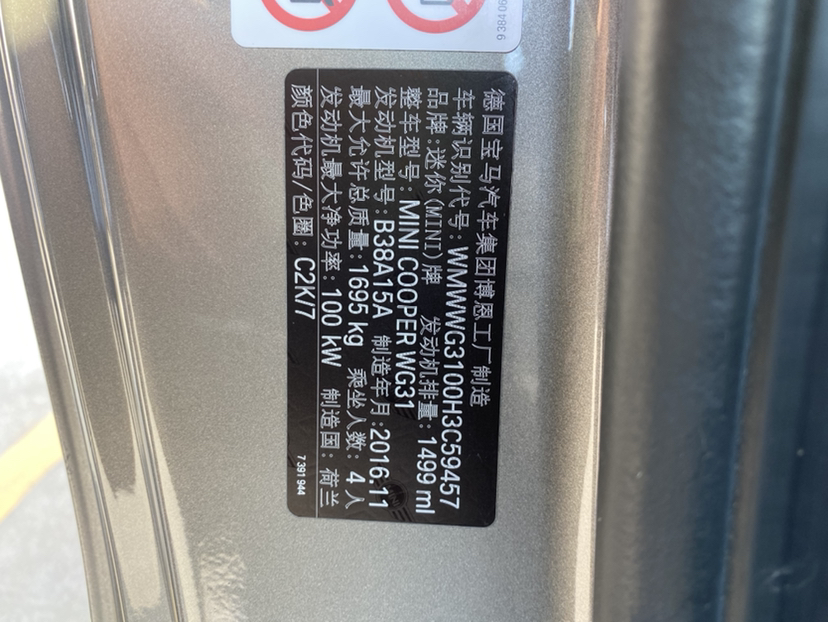 938406
德国宝马汽车集团博恩工厂制造
车辆识别代号:WMWWG3100H3C59457
品牌:迷你(MINI)牌 发动机排量:1499 ml
整车型号:MINI COOPER WG31
发动机型号:B38A15A 制造年月:2016.11
最大允许总质量:1695 kg 乘坐人数:4人
发动机最大净功率:100 kW 制造国:荷兰
颜色代码/色圈:C2K/7
7 391 944